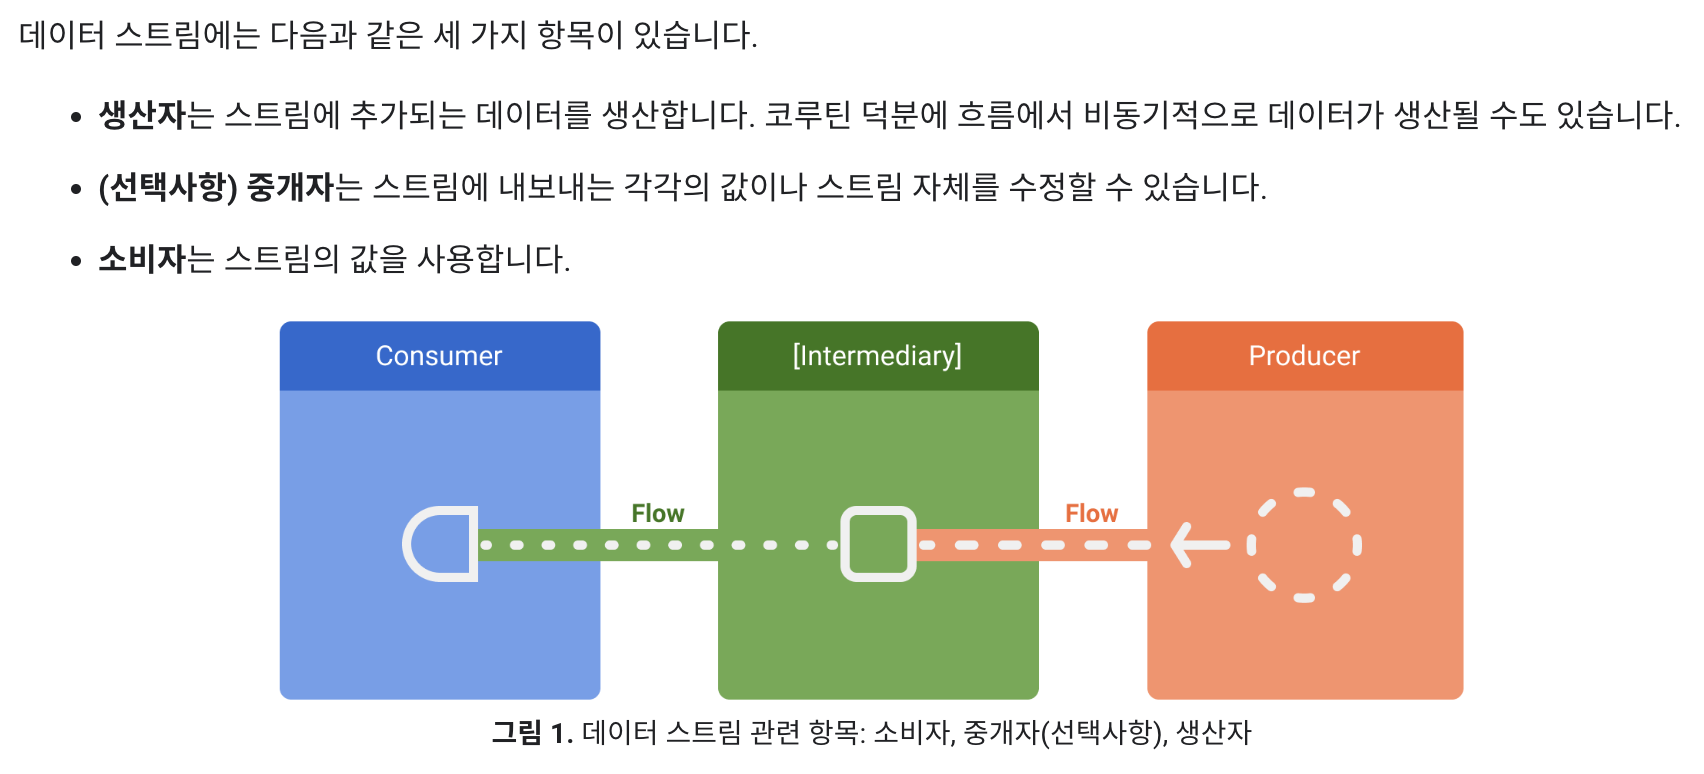 데이터 스트림에는 다음과 같은 세 가지 항목이 있습니다.
• 생산자는 스트림에 추가되는 데이터를 생산합니다. 코루틴 덕분에 흐름에서 비동기적으로 데이터가 생산될 수도 있습니다.
• (선택사항) 중개자는 스트림에 내보내는 각각의 값이나 스트림 자체를 수정할 수 있습니다.
• 소비자는 스트림의 값을 사용합니다.
Consumer
[Intermediary]
Producer
Flow
Flow
그림 1. 데이터 스트림 관련 항목: 소비자, 중개자(선택사항), 생산자